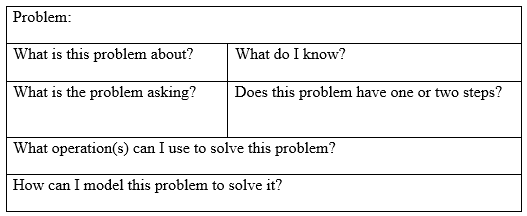 Problem:
What is this problem about?
What do I know?
What is the problem asking?
Does this problem have one or two steps?
What operation(s) can I use to solve this problem?
How can I model this problem to solve it?